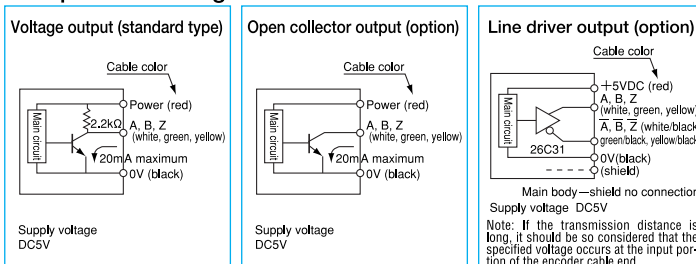 Voltage output (standard type)
Cable color
Power (red)
2.2kΩ
A, B, Z
(white, green, yellow)
Main circuit
20mA maximum
0V (black)
Supply voltage
DC5V
Open collector output (option)
Cable color
Power (red)
A, B, Z
(white, green, yellow)
Main circuit
20mA maximum
0V (black)
Supply voltage
DC5V
Line driver output (option)
Cable color
+5VDC (red)
A, B, Z
(white, green, yellow)
Main circuit
A̅, B̅, Z̅ (white/black
green/black, yellow/black
26C31
0V(black)
(shield)
Main body—shield no connection
Supply voltage DC5V
Note: If the transmission distance is
long, it should be so considered that the
specified voltage occurs at the input por-
tion of the encoder cable end